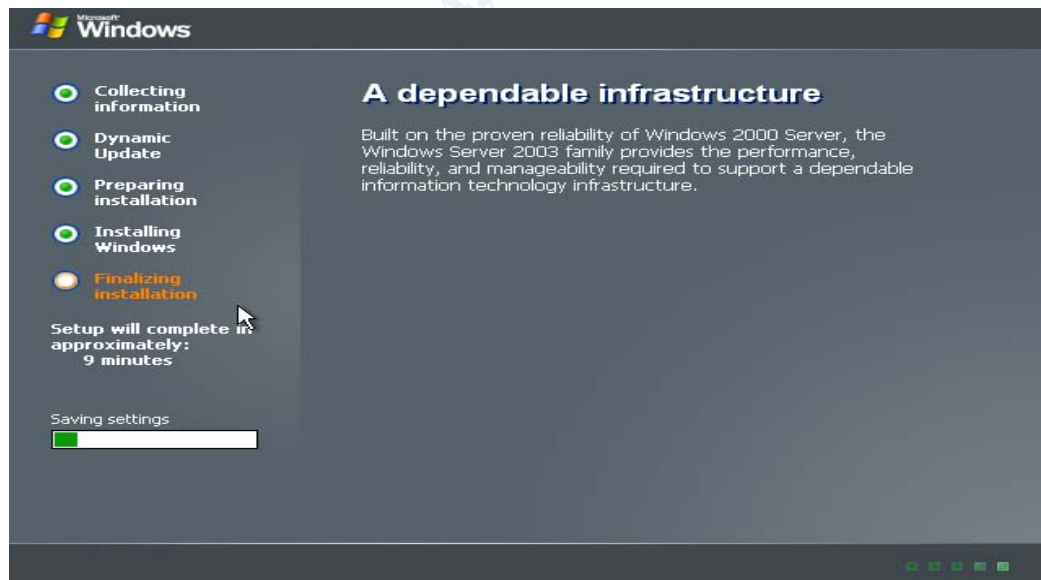 Microsoft
Windows
Collecting
information
Dynamic
Update
Preparing
installation
Installing
Windows
Finalizing
installation
Setup will complete in
approximately:
9 minutes
Saving settings
A dependable infrastructure
Built on the proven reliability of Windows 2000 Server, the
Windows Server 2003 family provides the performance,
reliability, and manageability required to support a dependable
information technology infrastructure.